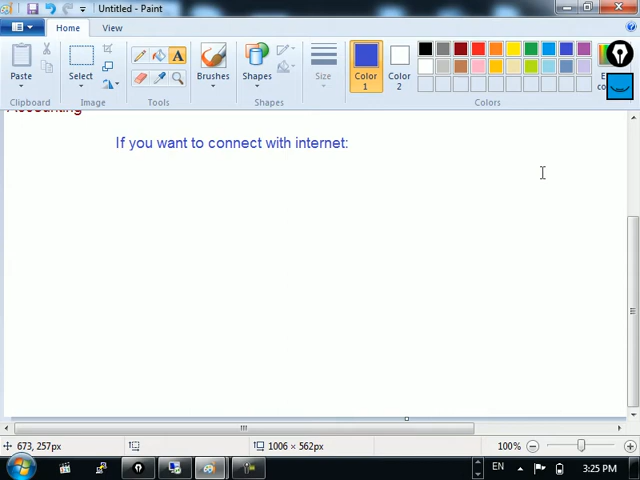 Untitled - Paint
Home View
Paste
Select
Brushes
Shapes
Size
Color 1
Color 2
Clipboard
Image
Tools
Shapes
Colors
If you want to connect with internet:
673, 257px
1006 × 562px
100%
EN
3:25 PM